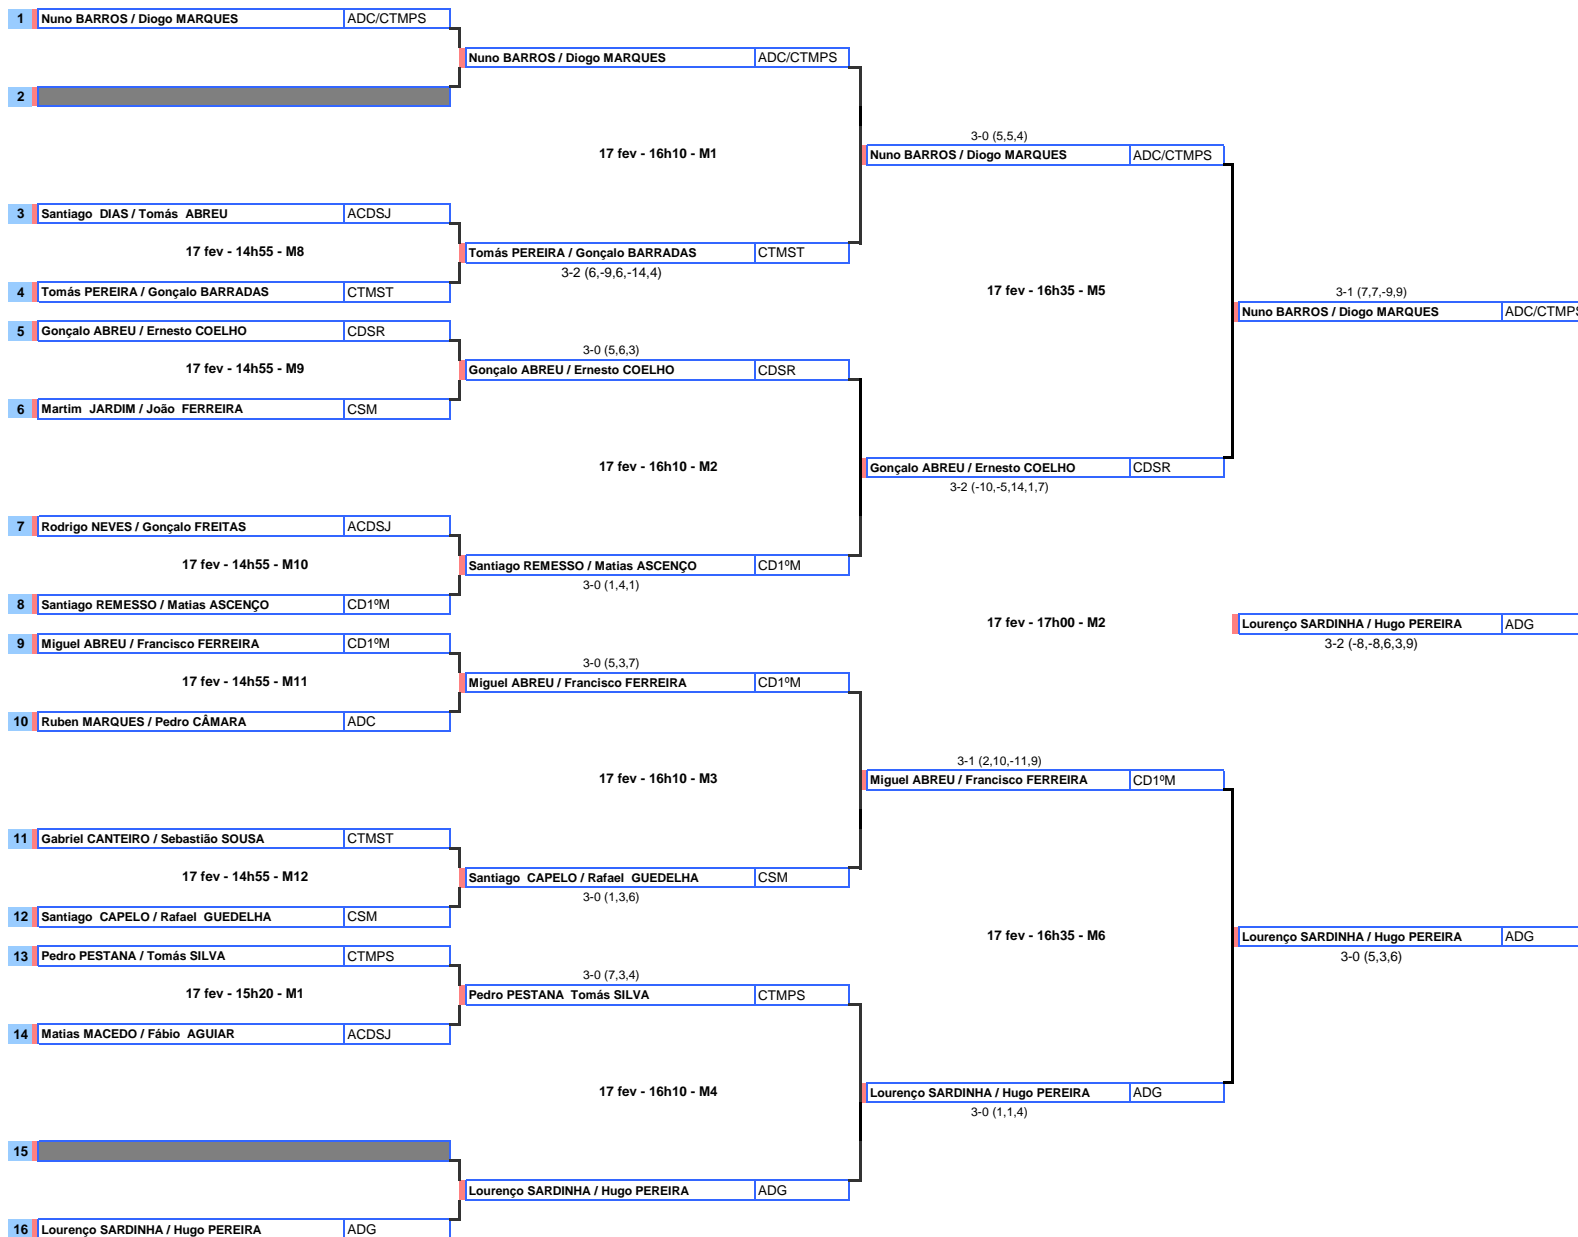 1 Nuno BARROS / Diogo MARQUES ADC/CTMPS
Nuno BARROS / Diogo MARQUES ADC/CTMPS
2
3-0 (5,5,4)
17 fev - 16h10 - M1
Nuno BARROS / Diogo MARQUES ADC/CTMPS
3 Santiago DIAS / Tomás ABREU ACDSJ
17 fev - 14h55 - M8
Tomás PEREIRA / Gonçalo BARRADAS CTMST
3-2 (6,-9,6,-14,4)
4 Tomás PEREIRA / Gonçalo BARRADAS CTMST
17 fev - 16h35 - M5
3-1 (7,7,-9,9)
Nuno BARROS / Diogo MARQUES ADC/CTMPS
5 Gonçalo ABREU / Ernesto COELHO CDSR
3-0 (5,6,3)
17 fev - 14h55 - M9
Gonçalo ABREU / Ernesto COELHO CDSR
6 Martim JARDIM / João FERREIRA CSM
17 fev - 16h10 - M2
Gonçalo ABREU / Ernesto COELHO CDSR
3-2 (-10,-5,14,1,7)
7 Rodrigo NEVES / Gonçalo FREITAS ACDSJ
17 fev - 14h55 - M10
Santiago REMESSO / Matias ASCENÇO CD1ºM
3-0 (1,4,1)
8 Santiago REMESSO / Matias ASCENÇO CD1ºM
17 fev - 17h00 - M2
Lourenço SARDINHA / Hugo PEREIRA ADG
3-2 (-8,-8,6,3,9)
9 Miguel ABREU / Francisco FERREIRA CD1ºM
3-0 (5,3,7)
17 fev - 14h55 - M11
Miguel ABREU / Francisco FERREIRA CD1ºM
10 Ruben MARQUES / Pedro CÂMARA ADC
3-1 (2,10,-11,9)
17 fev - 16h10 - M3
Miguel ABREU / Francisco FERREIRA CD1ºM
11 Gabriel CANTEIRO / Sebastião SOUSA CTMST
17 fev - 14h55 - M12
Santiago CAPELO / Rafael GUEDELHA CSM
3-0 (1,3,6)
12 Santiago CAPELO / Rafael GUEDELHA CSM
17 fev - 16h35 - M6
Lourenço SARDINHA / Hugo PEREIRA ADG
3-0 (5,3,6)
13 Pedro PESTANA / Tomás SILVA CTMPS
3-0 (7,3,4)
17 fev - 15h20 - M1
Pedro PESTANA Tomás SILVA CTMPS
14 Matias MACEDO / Fábio AGUIAR ACDSJ
17 fev - 16h10 - M4
Lourenço SARDINHA / Hugo PEREIRA ADG
3-0 (1,1,4)
15
Lourenço SARDINHA / Hugo PEREIRA ADG
16 Lourenço SARDINHA / Hugo PEREIRA ADG